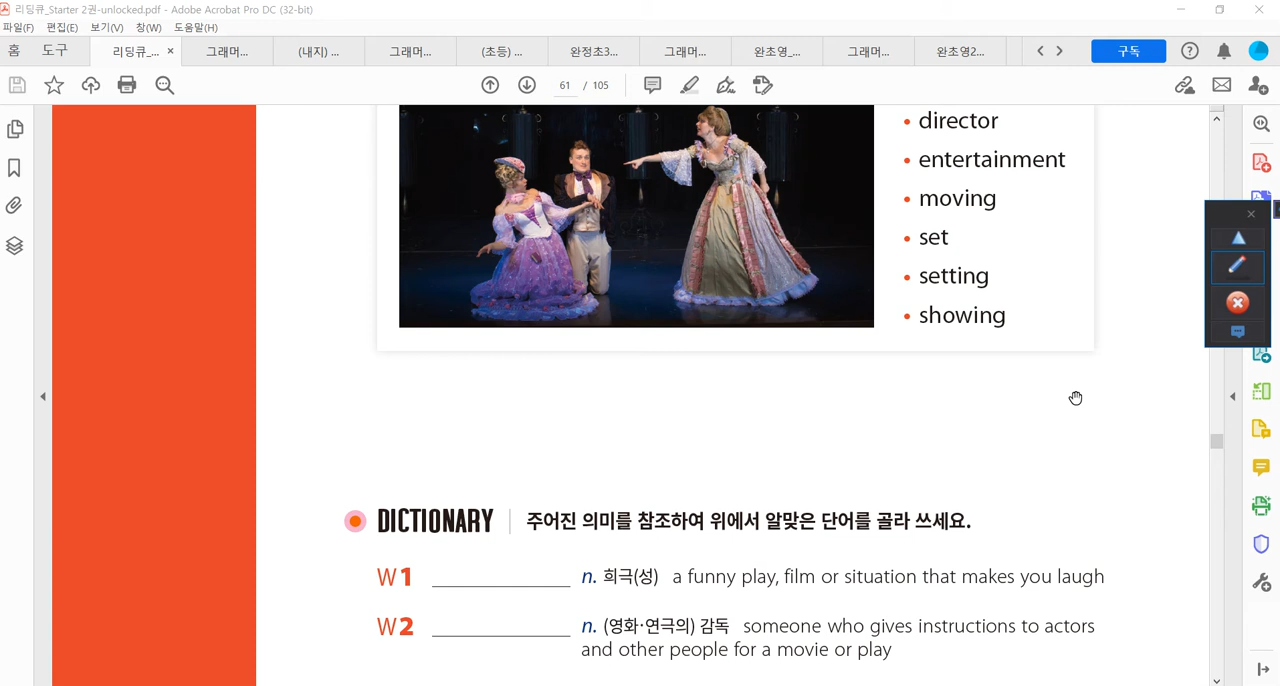 리딩큐_Starter 2권-unlocked.pdf - Adobe Acrobat Pro DC (32-bit)
파일(F) 편집(E) 보기(V) 창(W) 도움말(H)
홈 도구 리딩큐_... × 그래머... (내지) ... 그래머... (초등) ... 완정초3... 그래머... 완초영_... 그래머... 완초영2... 구독
61 / 105
• director
• entertainment
• moving
• set
• setting
• showing
DICTIONARY 주어진 의미를 참조하여 위에서 알맞은 단어를 골라 쓰세요.
W1 ____________ n. 희극(성) a funny play, film or situation that makes you laugh
W2 ____________ n. (영화·연극의) 감독 someone who gives instructions to actors
and other people for a movie or play